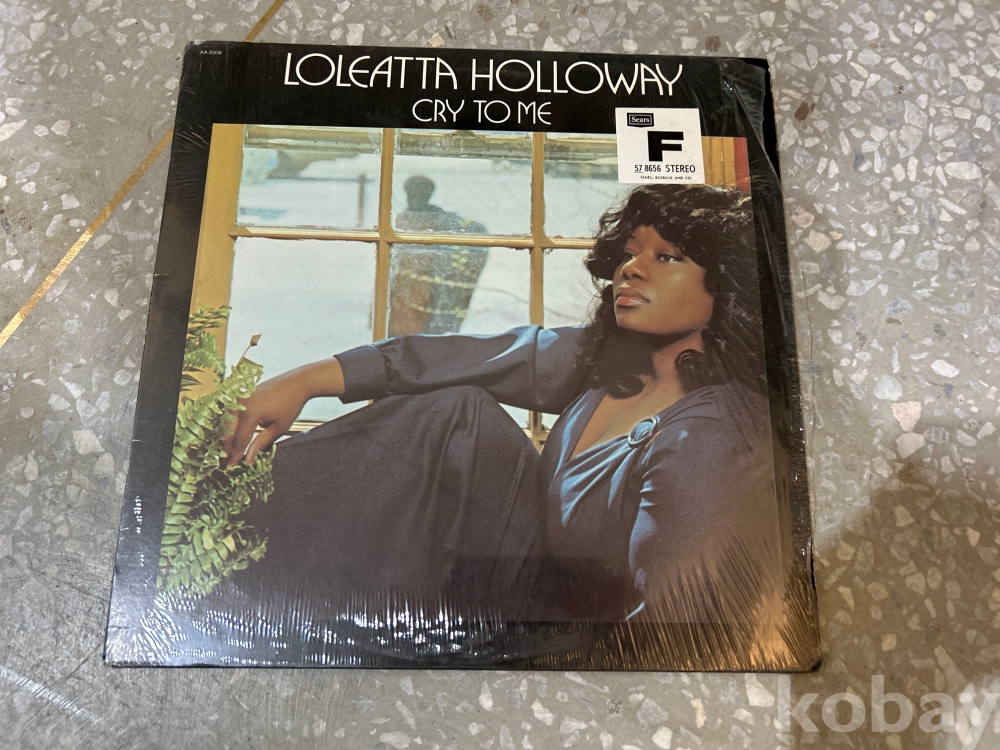 AA 2008
LOLEATTA HOLLOWAY
CRY TO ME
Sears
F
57 8656 STEREO
SEARS, ROEBUCK AND CO.
kobay